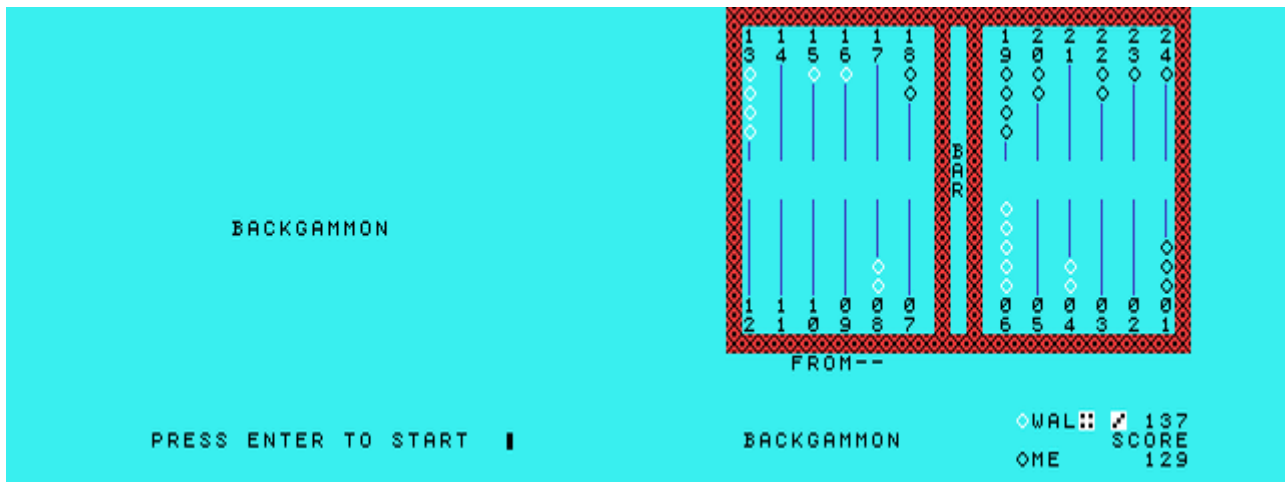 BACKGAMMON
PRESS ENTER TO START
13 14 15 16 17 18 19 20 21 22 23 24
BAR
12 11 10 09 08 07 06 05 04 03 02 01
FROM--
BACKGAMMON
WAL 137
SCORE
ME 129